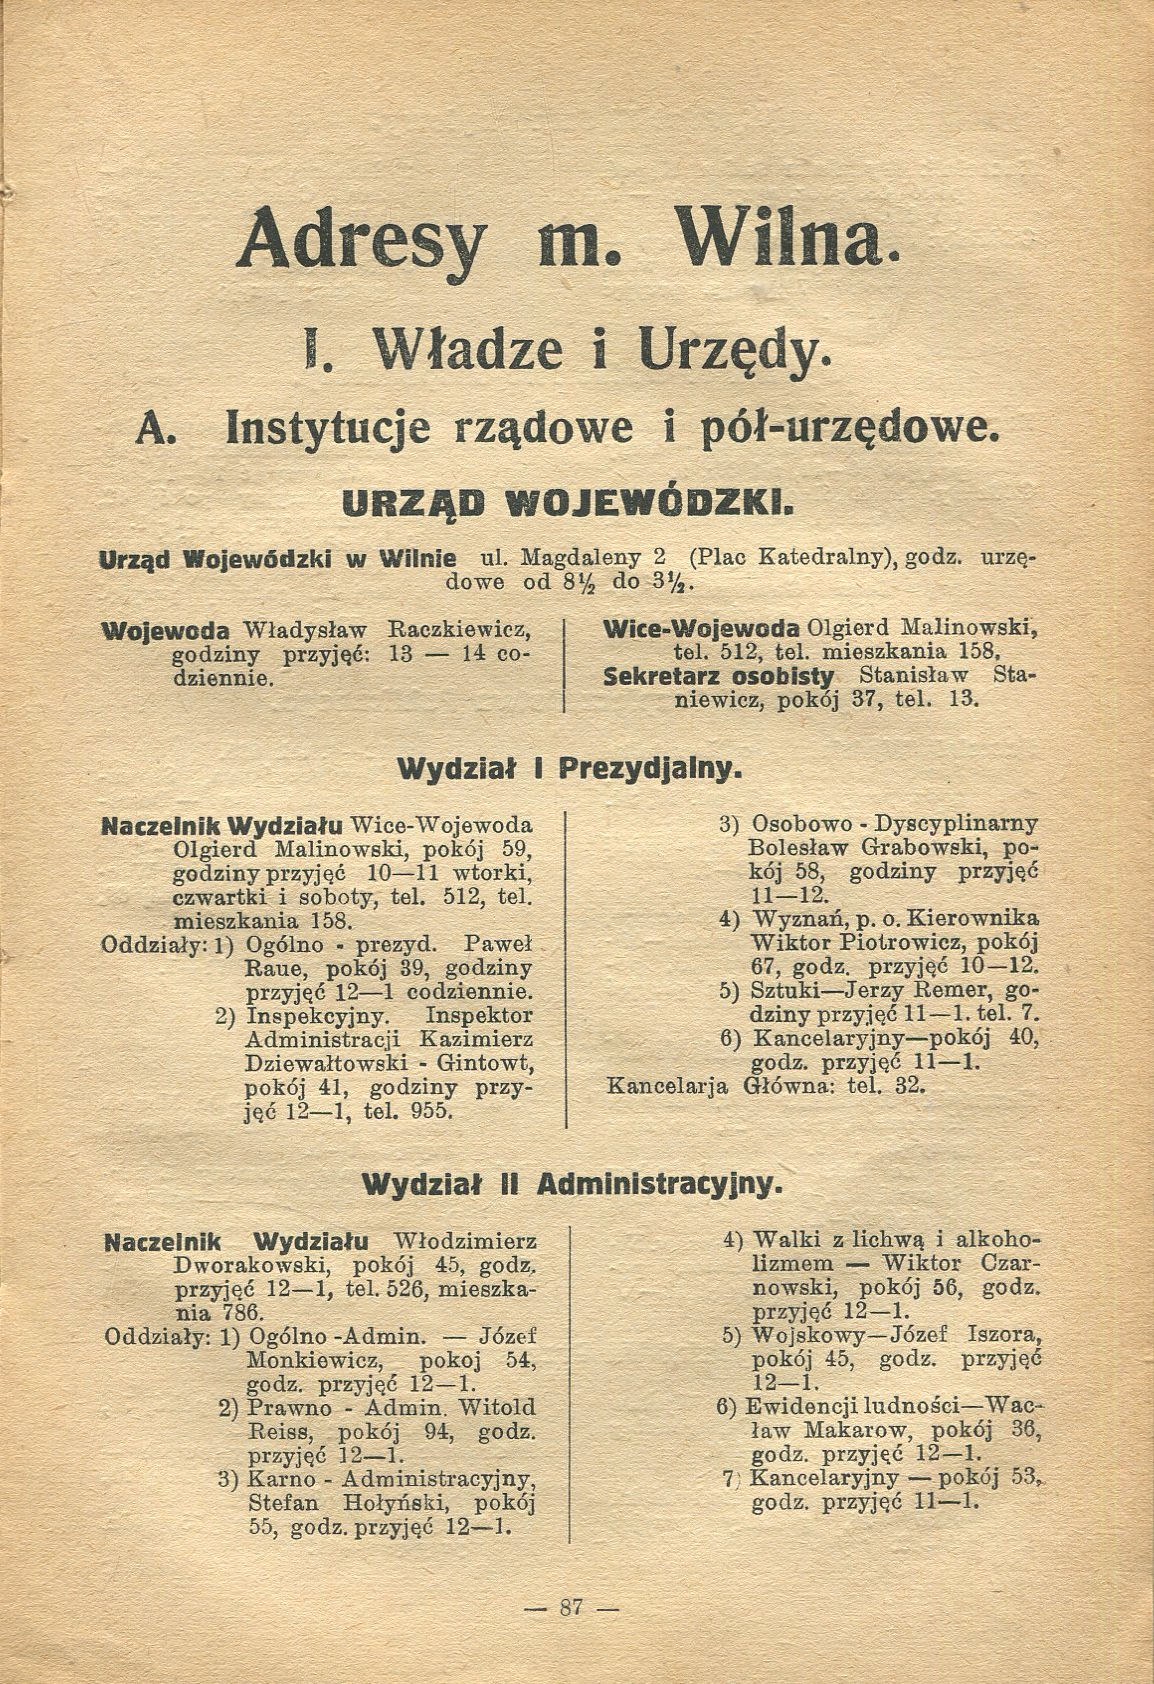 Adresy m. Wilna.
I. Władze i Urzędy.
A. Instytucje rządowe i pół-urzędowe.
URZĄD WOJEWÓDZKI.
Urząd Wojewódzki w Wilnie ul. Magdaleny 2 (Plac Katedralny), godz. urzę-
dowe od 8½ do 3½.
Wojewoda Władysław Raczkiewicz,
godziny przyjęć: 13 — 14 co-
dziennie.
Wice-Wojewoda Olgierd Malinowski,
tel. 512, tel. mieszkania 158,
Sekretarz osobisty Stanisław Sta-
niewicz, pokój 37, tel. 13.
Wydział I Prezydjalny.
Naczelnik Wydziału Wice-Wojewoda
Olgierd Malinowski, pokój 59,
godziny przyjęć 10—11 wtorki,
czwartki i soboty, tel. 512, tel.
mieszkania 158.
Oddziały: 1) Ogólno - prezyd. Paweł
Raue, pokój 39, godziny
przyjęć 12—1 codziennie.
2) Inspekcyjny. Inspektor
Administracji Kazimierz
Dziewałtowski - Gintowt,
pokój 41, godziny przy-
jęć 12—1, tel. 955.
3) Osobowo - Dyscyplinarny
Bolesław Grabowski, po-
kój 58, godziny przyjęć
11—12.
4) Wyznań, p. o. Kierownika
Wiktor Piotrowicz, pokój
67, godz. przyjęć 10—12.
5) Sztuki—Jerzy Remer, go-
dziny przyjęć 11—1. tel. 7.
6) Kancelaryjny—pokój 40,
godz. przyjęć 11—1.
Kancelarja Główna: tel. 32.
Wydział II Administracyjny.
Naczelnik Wydziału Włodzimierz
Dworakowski, pokój 45, godz.
przyjęć 12—1, tel. 526, mieszka-
nia 786.
Oddziały: 1) Ogólno -Admin. — Józef
Monkiewicz, pokoj 54,
godz. przyjęć 12—1.
2) Prawno - Admin. Witold
Reiss, pokój 94, godz.
przyjęć 12—1.
3) Karno - Administracyjny,
Stefan Hołyński, pokój
55, godz. przyjęć 12—1.
4) Walki z lichwą i alkoho-
lizmem — Wiktor Czar-
nowski, pokój 56, godz.
przyjęć 12—1.
5) Wojskowy—Józef Iszora,
pokój 45, godz. przyjęć
12—1.
6) Ewidencji ludności—Wac-
ław Makarow, pokój 36,
godz. przyjęć 12—1.
7) Kancelaryjny — pokój 53,
godz. przyjęć 11—1.
— 87 —